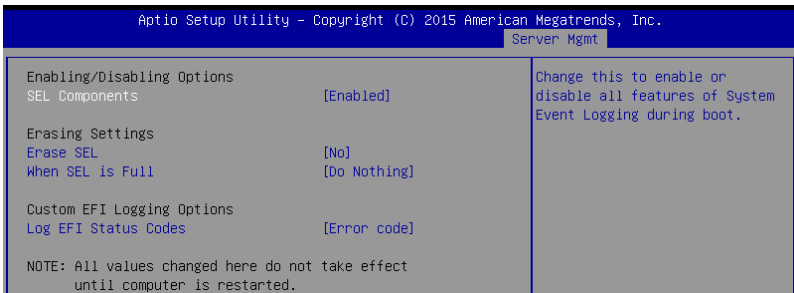 Aptio Setup Utility – Copyright (C) 2015 American Megatrends, Inc.
Server Mgmt
Enabling/Disabling Options
SEL Components [Enabled]
Erasing Settings
Erase SEL [No]
When SEL is Full [Do Nothing]
Custom EFI Logging Options
Log EFI Status Codes [Error code]
NOTE: All values changed here do not take effect
until computer is restarted.
Change this to enable or
disable all features of System
Event Logging during boot.